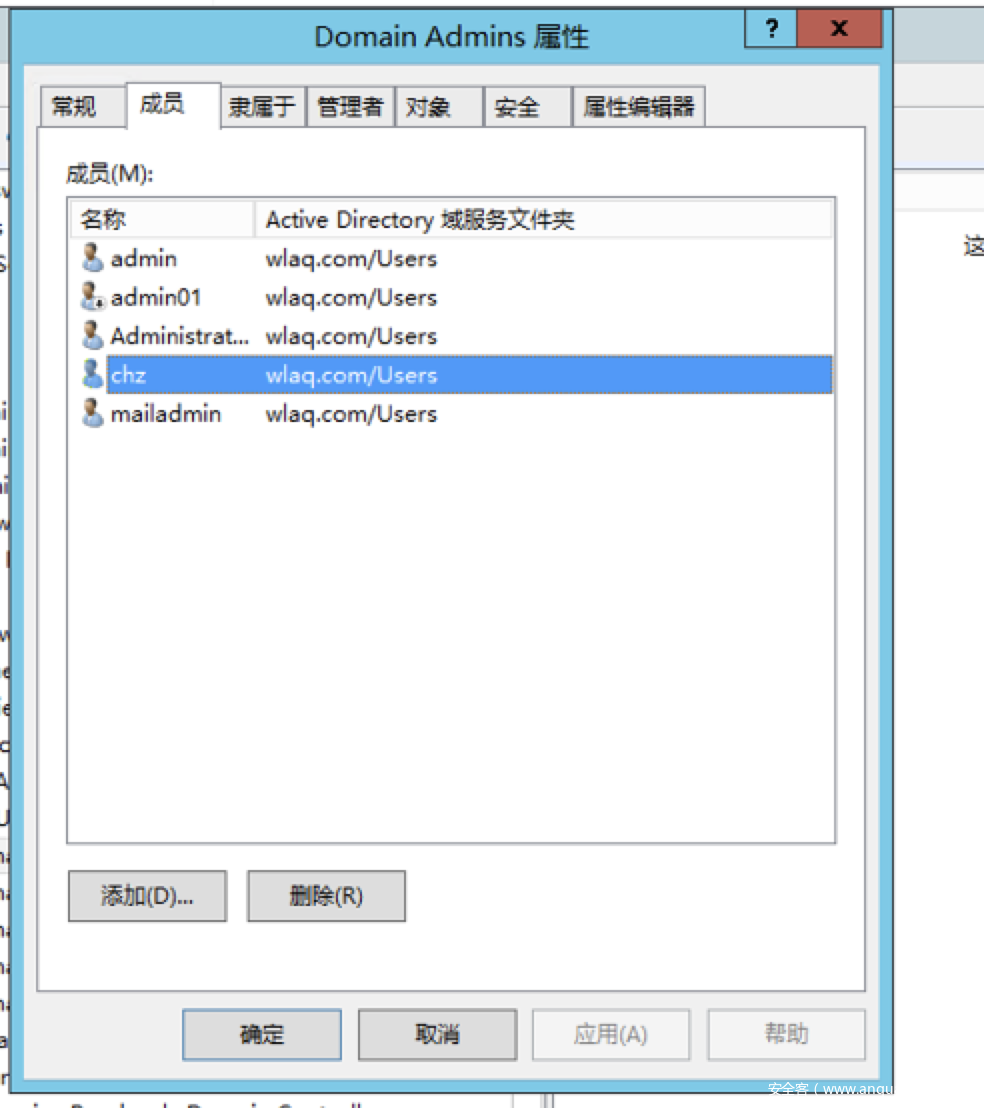 Domain Admins 属性
? X
常规 成员 隶属于 管理者 对象 安全 属性编辑器
成员(M):
名称 Active Directory 域服务文件夹
这
admin wlaq.com/Users
admin01 wlaq.com/Users
Administrat... wlaq.com/Users
chz wlaq.com/Users
mailadmin wlaq.com/Users
添加(D)... 删除(R)
确定 取消 应用(A) 帮助
安全客 ( www.anqu